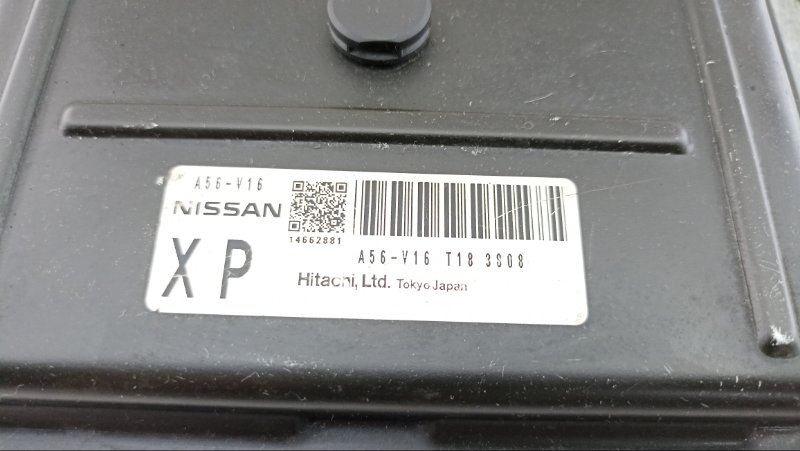 A56-V16
NISSAN
14662881
XP
A56-V16 T18 3S08
Hitachi, Ltd. Tokyo Japan